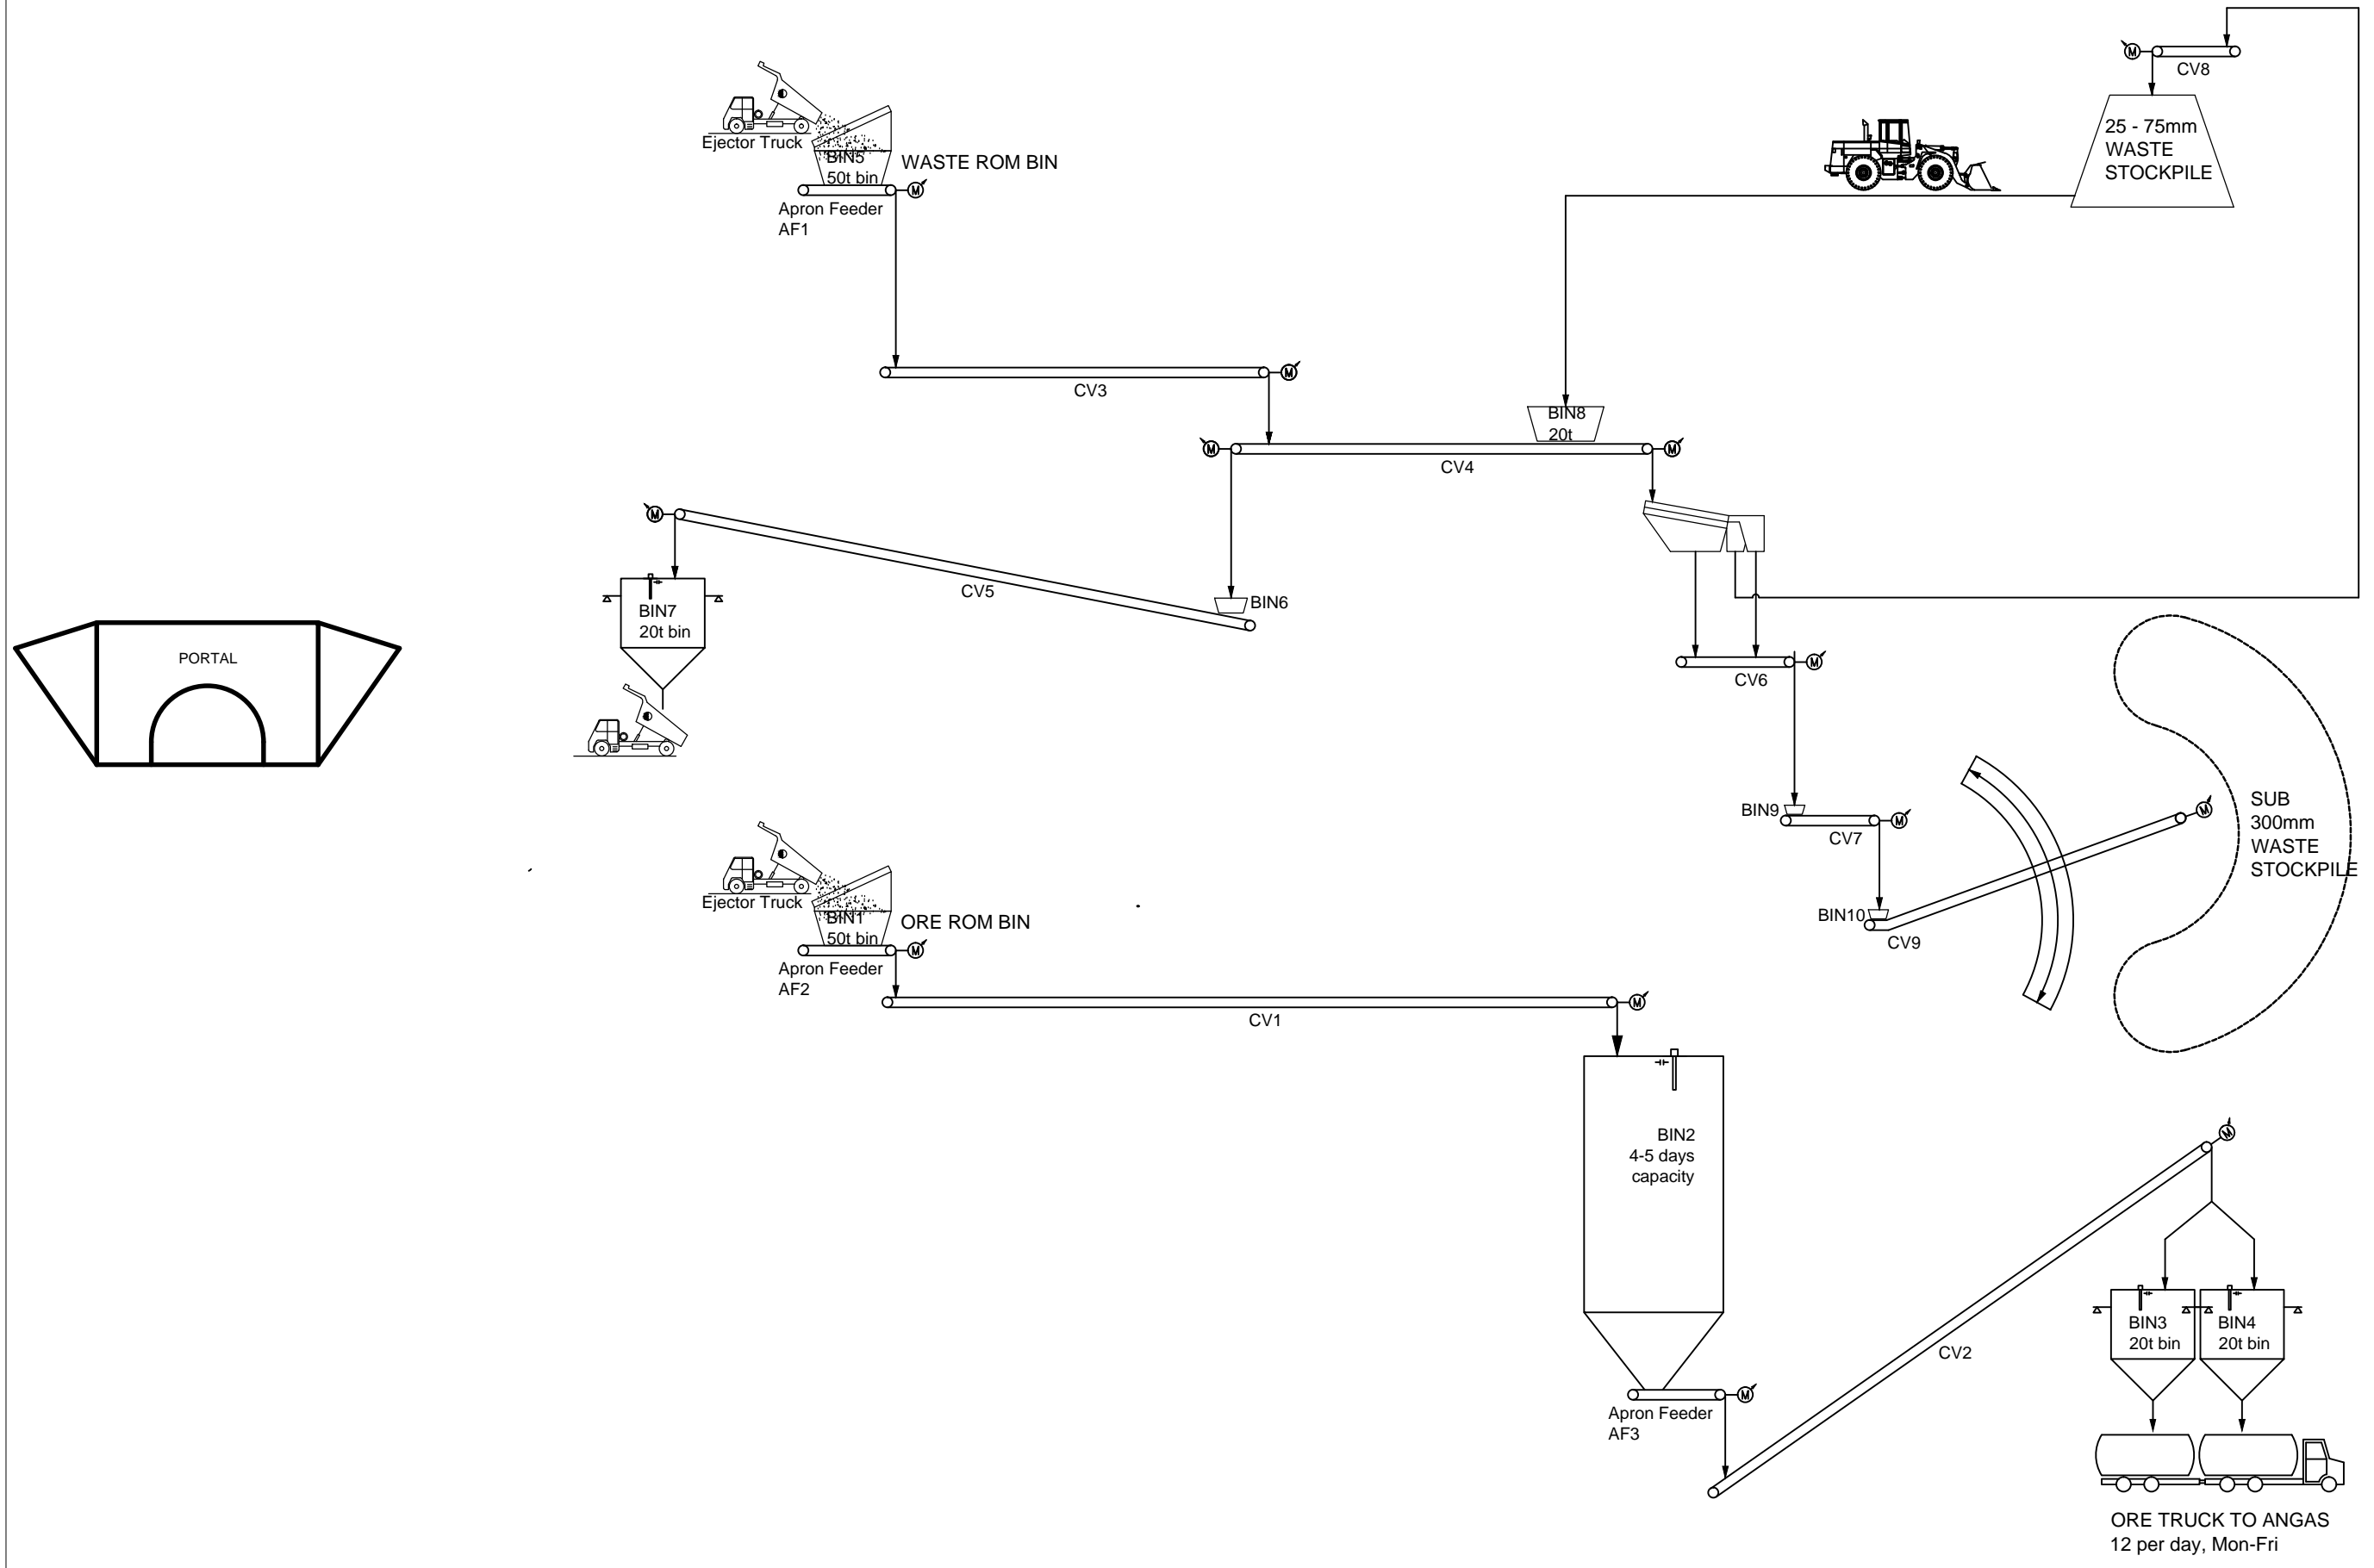 CV8
25 - 75mm
WASTE
STOCKPILE
Ejector Truck
BIN5
50t bin
WASTE ROM BIN
M
Apron Feeder
AF1
M
CV3
M
BIN8
20t
M
CV4
M
M
CV5
BIN6
BIN7
20t bin
PORTAL
CV6
M
BIN9
CV7
M
M
SUB
300mm
WASTE
STOCKPILE
Ejector Truck
BIN1
50t bin
ORE ROM BIN
M
Apron Feeder
AF2
BIN10
CV9
CV1
M
BIN2
4-5 days
capacity
M
CV2
BIN3
20t bin
BIN4
20t bin
Apron Feeder
AF3
M
ORE TRUCK TO ANGAS
12 per day, Mon-Fri